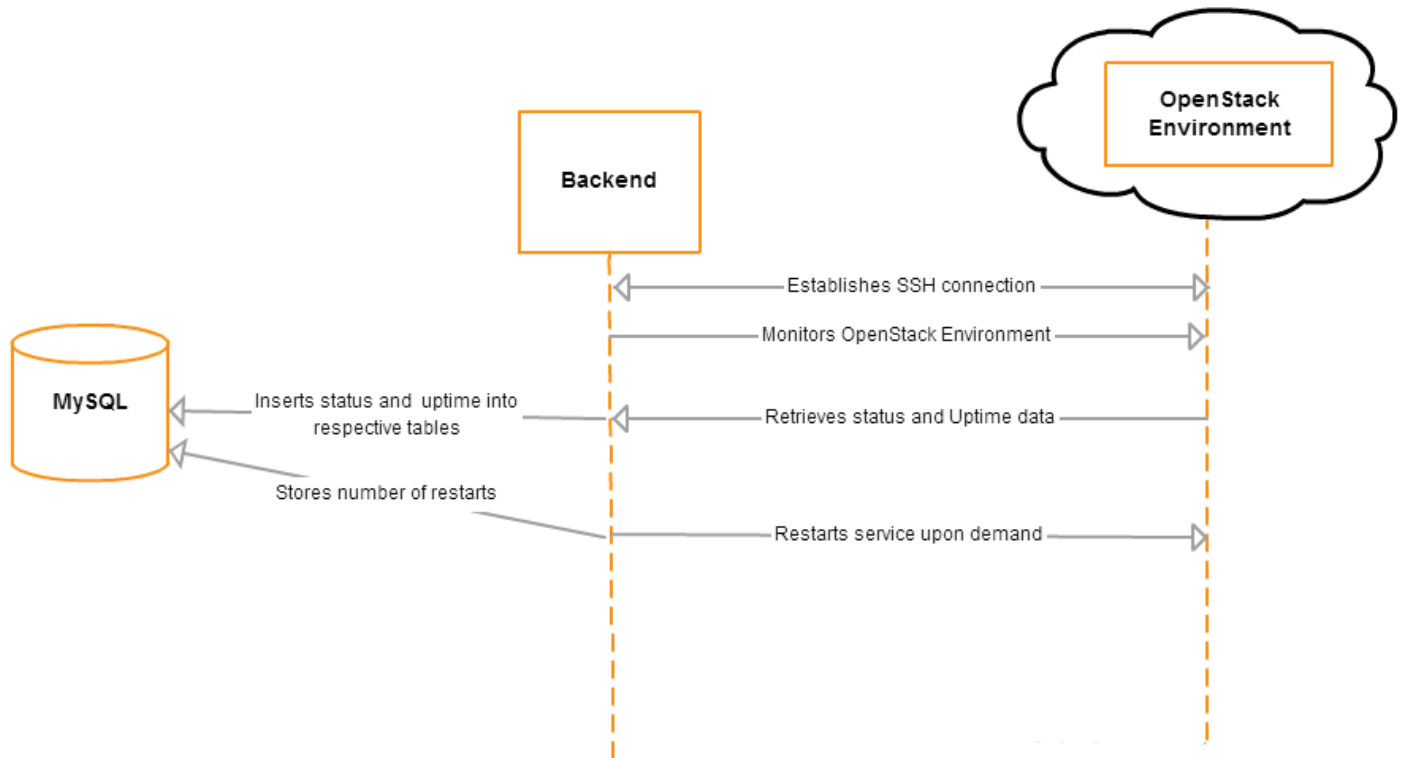 OpenStack
Environment
Backend
Establishes SSH connection
Monitors OpenStack Environment
MySQL
Inserts status and uptime into
respective tables
Retrieves status and Uptime data
Stores number of restarts
Restarts service upon demand